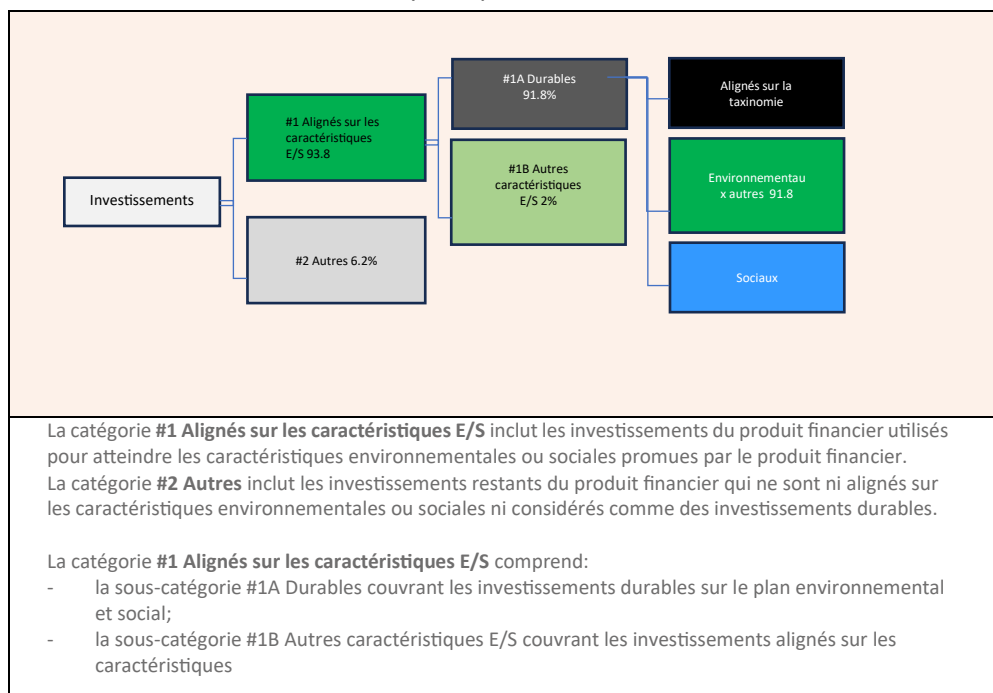 Investissements
#1 Alignés sur les
caractéristiques
E/S 93.8
#2 Autres 6.2%
#1A Durables
91.8%
#1B Autres
caractéristiques
E/S 2%
Alignés sur la
taxinomie
Environnementau
x autres 91.8
Sociaux
La catégorie #1 Alignés sur les caractéristiques E/S inclut les investissements du produit financier utilisés
pour atteindre les caractéristiques environnementales ou sociales promues par le produit financier.
La catégorie #2 Autres inclut les investissements restants du produit financier qui ne sont ni alignés sur
les caractéristiques environnementales ou sociales ni considérés comme des investissements durables.
La catégorie #1 Alignés sur les caractéristiques E/S comprend:
- la sous-catégorie #1A Durables couvrant les investissements durables sur le plan environnemental
et social;
- la sous-catégorie #1B Autres caractéristiques E/S couvrant les investissements alignés sur les
caractéristiques